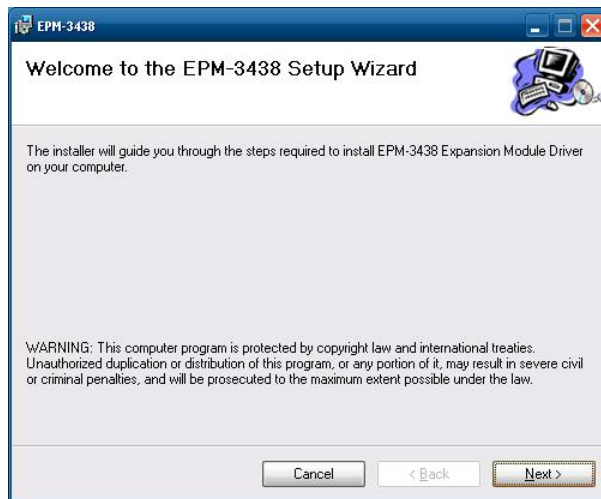 EPM-3438
Welcome to the EPM-3438 Setup Wizard
The installer will guide you through the steps required to install EPM-3438 Expansion Module Driver
on your computer.
WARNING: This computer program is protected by copyright law and international treaties.
Unauthorized duplication or distribution of this program, or any portion of it, may result in severe civil
or criminal penalties, and will be prosecuted to the maximum extent possible under the law.
Cancel < Back Next >